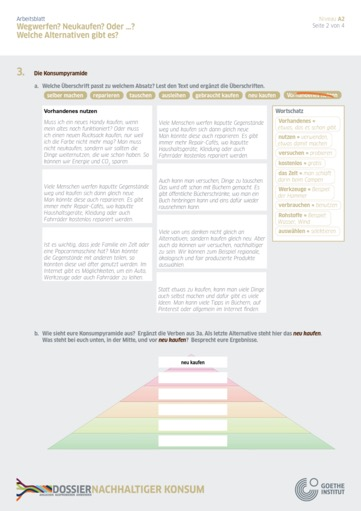 Arbeitsblatt
Wegwerfen? Neukaufen? Oder ...?
Welche Alternativen gibt es?
Niveau A2
Seite 2 von 4
3. Die Konsumpyramide
a. Welche Überschrift passt zu welchem Absatz? Lest den Text und ergänzt die Überschriften.
selber machen reparieren tauschen ausleihen gebraucht kaufen neu kaufen
Vorhandenes nutzen
Muss ich ein neues Handy kaufen, wenn
mein altes noch funktioniert? Oder muss
ich einen neuen Rucksack kaufen, nur weil
ich die Farbe nicht mehr mag? Man muss
nicht neukaufen, sondern wir sollten die
Dinge weiternutzen, die wir schon haben. So
können wir Energie und CO₂ sparen.
Viele Menschen werfen kaputte Gegenstände
weg und kaufen sich dann gleich neue.
Man könnte diese auch reparieren. Es gibt
immer mehr Repair-Cafés, wo kaputte
Haushaltsgeräte, Kleidung oder auch
Fahrräder kostenlos repariert werden.
Ist es wichtig, dass jede Familie ein Zelt oder
eine Popcornmaschine hat? Man könnte
die Gegenstände mit anderen teilen, so
könnten diese viel öfter genutzt werden. Im
Internet gibt es Möglichkeiten, um ein Auto,
Werkzeuge oder auch Fahrräder zu leihen.
Viele Menschen werfen kaputte Gegenstände
weg und kaufen sich dann gleich neue.
Man könnte diese auch reparieren. Es gibt
immer mehr Repair-Cafés, wo kaputte
Haushaltsgeräte, Kleidung oder auch
Fahrräder kostenlos repariert werden.
Auch kann man versuchen, Dinge zu tauschen.
Das wird oft schon mit Büchern gemacht: Es
gibt öffentliche Bücherschränke, wo man ein
Buch hinbringen kann und ans dafür wieder
rausnehmen kann.
Viele von uns denken nicht gleich an
Alternativen, sondern kaufen gleich neu. Aber
auch da können wir versuchen, nachhaltiger
zu sein. Wir können zum Beispiel regionale,
ökologisch und fair produzierte Produkte
auswählen.
Statt etwas zu kaufen, kann man viele Dinge
auch selbst machen und dafür gibt es viele
Ideen. Man kann viele Tipps in Büchern, auf
Pinterest oder allgemein im Internet finden.
Wortschatz
Vorhandenes =
etwas, das es schon gibt
nutzen = verwenden,
etwas damit machen
versuchen = probieren
kostenlos = gratis
das Zelt = man schläft
darin beim Campen
Werkzeuge = Beispiel
der Hammer
verbrauchen = benutzen
Rohstoffe = Beispiel
Wasser, Wind
auswählen = selektieren
b. Wie sieht eure Konsumpyramide aus? Ergänzt die Verben aus 3a. Als letzte Alternative steht hier das neu kaufen.
Was steht bei euch unten, in der Mitte, und vor neu kaufen? Besprecht eure Ergebnisse.
neu kaufen
DOSSIER NACHHALTIGER KONSUM
GOETHE
INSTITUT